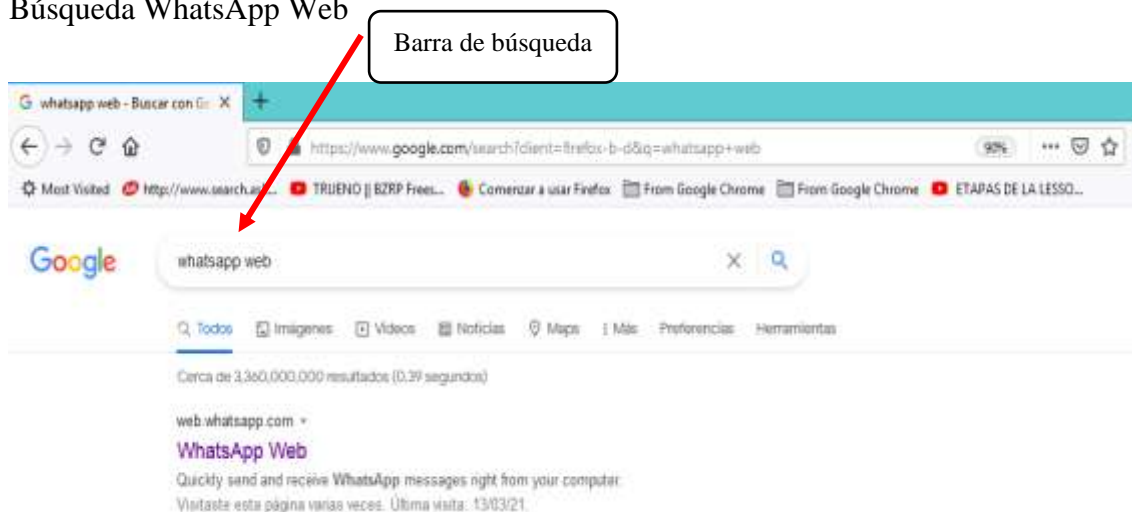 Búsqueda WhatsApp Web
Barra de búsqueda
whatsapp web - Buscar con G
https://www.google.com/search?client=firefox-b-d&q=whatsapp+web 90%
Most Visited http://www.search.as... TRUENO || BZRP Frees... Comenzar a usar Firefox From Google Chrome From Google Chrome ETAPAS DE LA LESSO...
Google whatsapp web
Todos Imágenes Videos Noticias Maps Más Preferencias Herramientas
Cerca de 3,360,000,000 resultados (0.39 segundos)
web.whatsapp.com
WhatsApp Web
Quickly send and receive WhatsApp messages right from your computer.
Visitaste esta página varias veces. Última visita: 13/03/21.